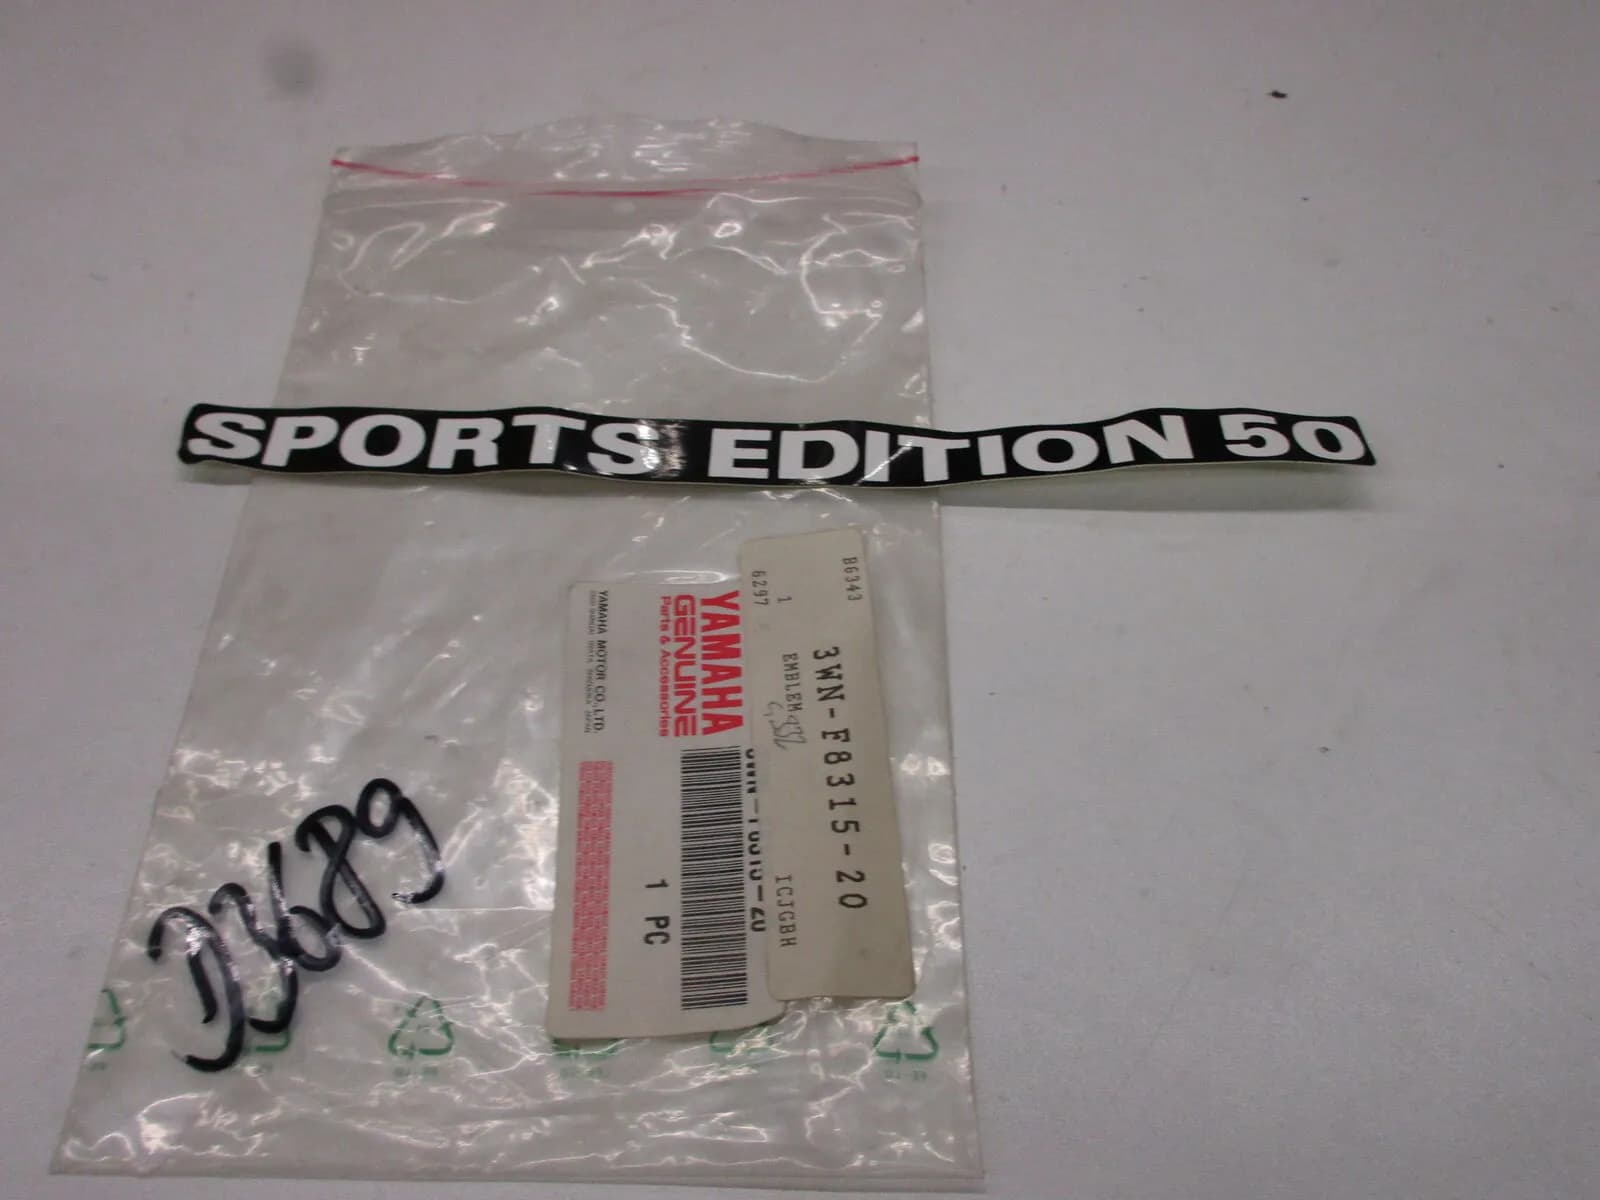 SPORTS EDITION 50
B6343
3WN-F8315-20
1 EMBLEM ICJGBH
6297
YAMAHA
GENUINE
Parts & Accessories
1 PC
YAMAHA MOTOR CO., LTD.
D3689